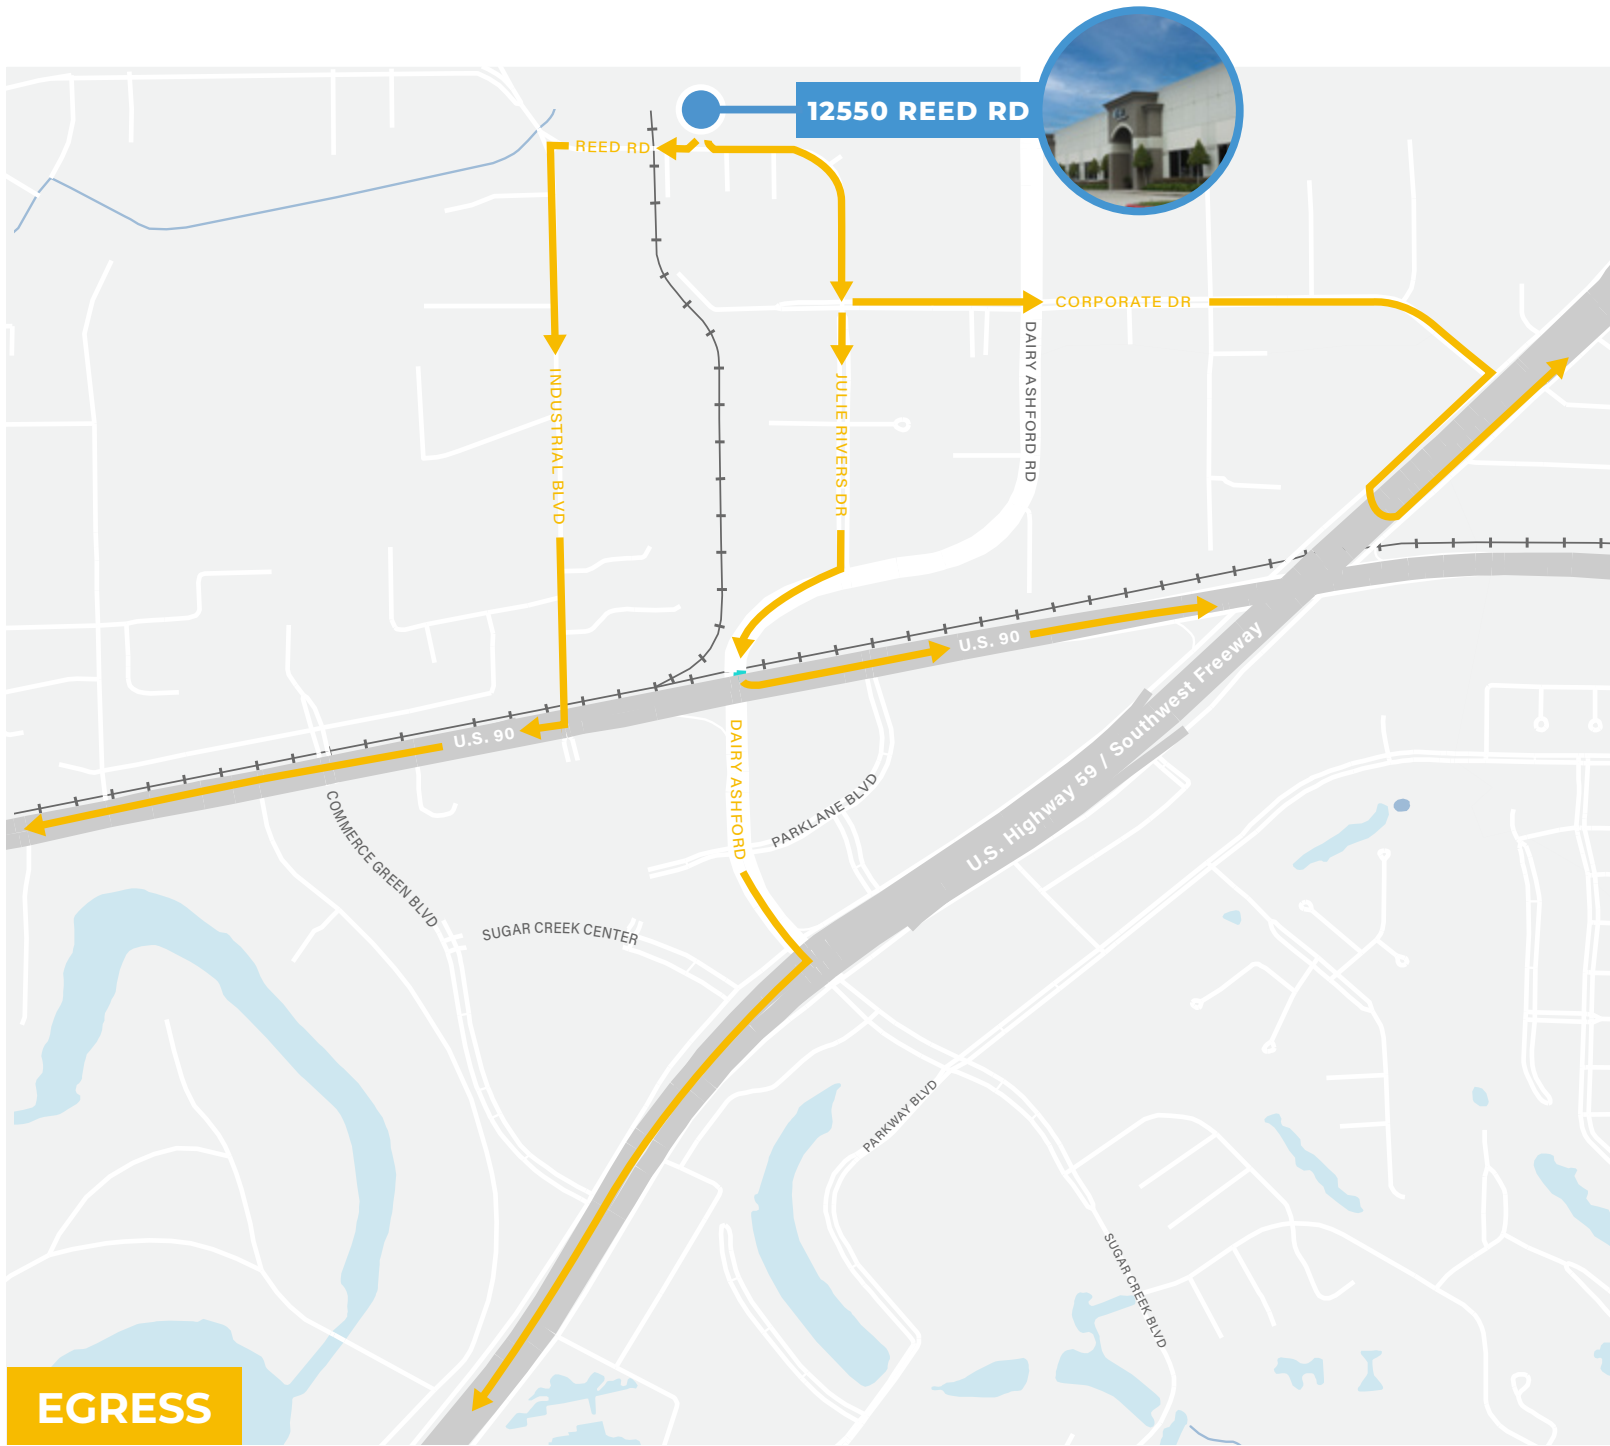 12550 REED RD
REED RD
CORPORATE DR
DAIRY ASHFORD RD
INDUSTRIAL BLVD
JULIE RIVERS DR
U.S. 90
U.S. 90
U.S. Highway 59 / Southwest Freeway
DAIRY ASHFORD
PARKLANE BLVD
COMMERCE GREEN BLVD
SUGAR CREEK CENTER
PARKWAY BLVD
SUGAR CREEK BLVD
EGRESS